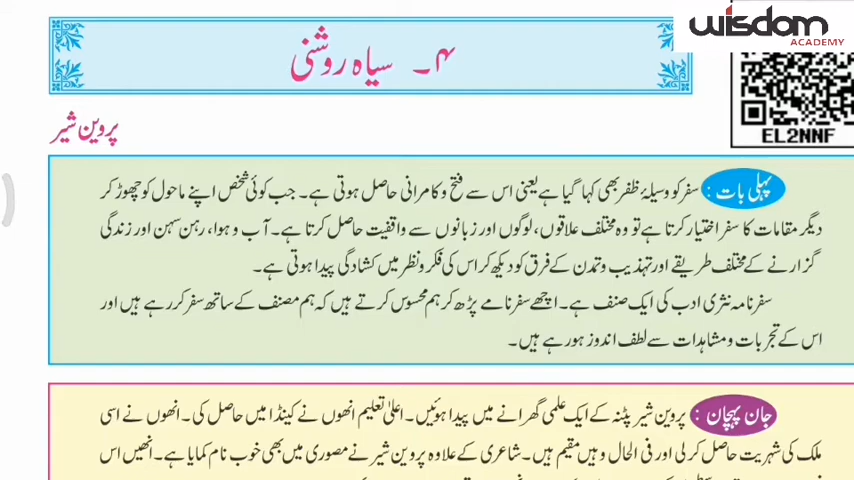 wisdom
ACADEMY
۴۔ سیاہ روشنی
EL2NNF
پروین شیر
پہلی بات : سفر کو وسیلۂ ظفر بھی کہا گیا ہے یعنی اس سے فتح و کامرانی حاصل ہوتی ہے۔ جب کوئی شخص اپنے ماحول کو چھوڑ کر
دیگر مقامات کا سفر اختیار کرتا ہے تو وہ مختلف علاقوں، لوگوں اور زبانوں سے واقفیت حاصل کرتا ہے۔ آب و ہوا، رہن سہن اور زندگی
گزارنے کے مختلف طریقے اور تہذیب و تمدن کے فرق کو دیکھ کر اس کی فکر و نظر میں کشادگی پیدا ہوتی ہے۔
سفرنامہ نثری ادب کی ایک صنف ہے۔ اچھے سفر نامے پڑھ کر ہم محسوس کرتے ہیں کہ ہم مصنف کے ساتھ سفر کر رہے ہیں اور
اس کے تجربات و مشاہدات سے لطف اندوز ہو رہے ہیں۔
جان پہچان : پروین شیر پٹنہ کے ایک علمی گھرانے میں پیدا ہوئیں۔ اعلیٰ تعلیم انھوں نے کینڈا میں حاصل کی۔ انھوں نے اسی
ملک کی شہریت حاصل کرلی اور فی الحال وہیں مقیم ہیں۔ شاعری کے علاوہ پروین شیر نے مصوری میں بھی خوب نام کمایا ہے۔ انھیں اس